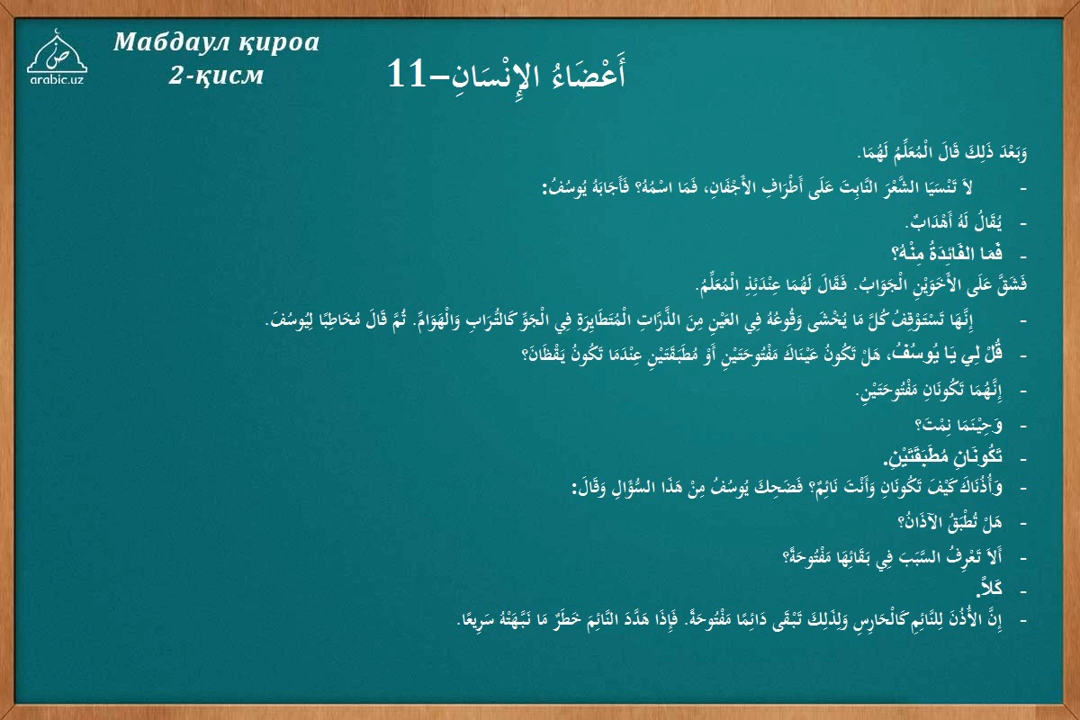 Мабдаул қироа
2-қисм
arabic.uz
11-أَعْضَاءُ الإِنْسَانِ
وَبَعْدَ ذَلِكَ قَالَ الْمُعَلِّمُ لَهُمَا.
- لاَ تَنْسَيَا الشَّعْرَ النَّابِتَ عَلَى أَطْرَافِ الأَجْفَانِ، فَمَا اسْمُهُ؟ فَأَجَابَهُ يُوسُفُ:
- يُقَالُ لَهُ أَهْدَابٌ.
- فَمَا الفَائِدَةُ مِنْهُ؟
فَشَقَّ عَلَى الأَخَوَيْنِ الْجَوَابُ. فَقَالَ لَهُمَا عِنْدَئِذِ الْمُعَلِّمُ.
- إِنَّهَا تَسْتَوْقِفُ كُلَّ مَا يُخْشَى وَقُوعُهُ فِي العَيْنِ مِنَ الذَّرَّاتِ الْمُتَطَايِرَةِ فِي الْجَوِّ كَالتُّرَابِ وَالْهَوَامِّ. ثُمَّ قَالَ مُخَاطِبًا لِيُوسُفَ.
- قُلْ لِي يَا يُوسُفُ، هَلْ تَكُونُ عَيْنَاكَ مَفْتُوحَتَيْنِ أَوْ مُطَبَقَتَيْنِ عِنْدَمَا تَكُونُ يَقْظَانَ؟
- إِنَّهُمَا تَكُونَانِ مَفْتُوحَتَيْنِ.
- وَحِيْنَمَا نِمْتَ؟
- تَكُونَانِ مُطَبَقَتَيْنِ.
- وَأُذُنَاكَ كَيْفَ تَكُونَانِ وَأَنْتَ نَائِمٌ؟ فَضَحِكَ يُوسُفُ مِنْ هَذَا السُّؤَالِ وَقَالَ:
- هَلْ تُطْبَقُ الآذَانُ؟
- أَلاَ تَعْرِفُ السَّبَبَ فِي بَقَائِهَا مَفْتُوحَةً؟
- كَلاَّ.
- إِنَّ الأُذُنَ لِلنَّائِمِ كَالْحَارِسِ وَلِذَلِكَ تَبْقَى دَائِمًا مَفْتُوحَةً. فَإِذَا هَدَّدَ النَّائِمَ خَطَرٌ مَا نَبَّهَتْهُ سَرِيعًا.